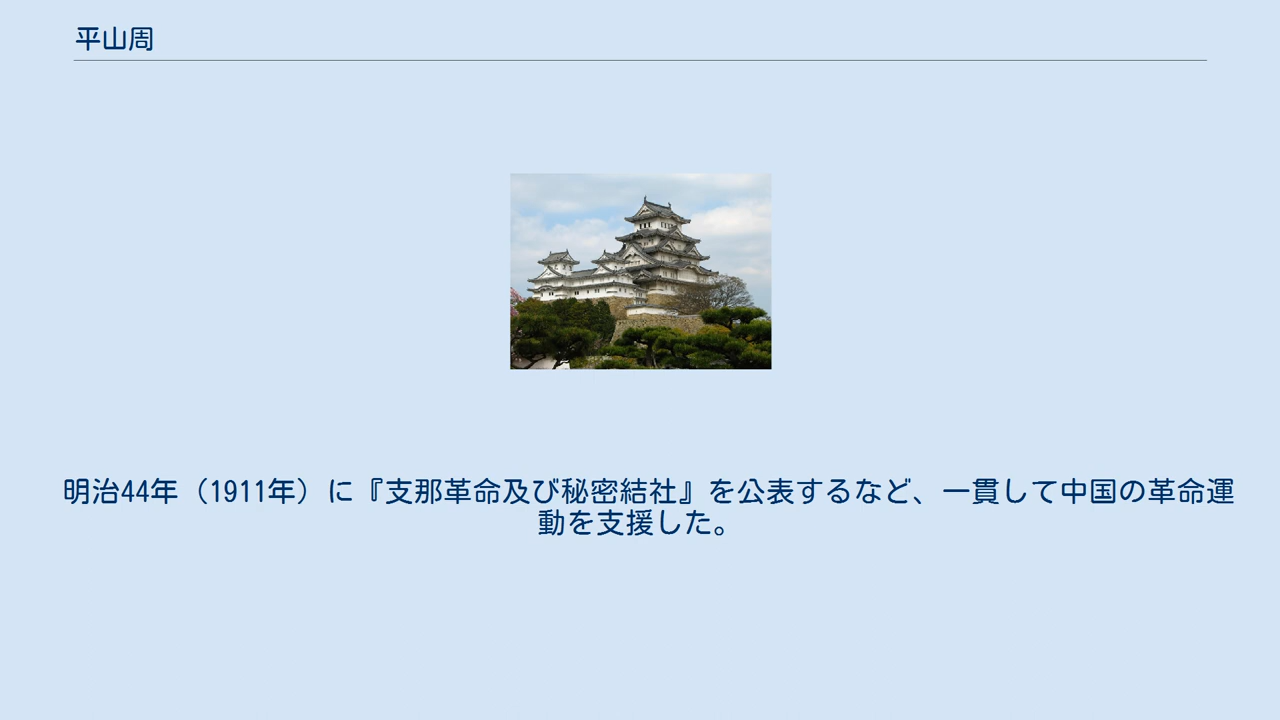 平山周
明治44年（1911年）に『支那革命及び秘密結社』を公表するなど、一貫して中国の革命運
動を支援した。